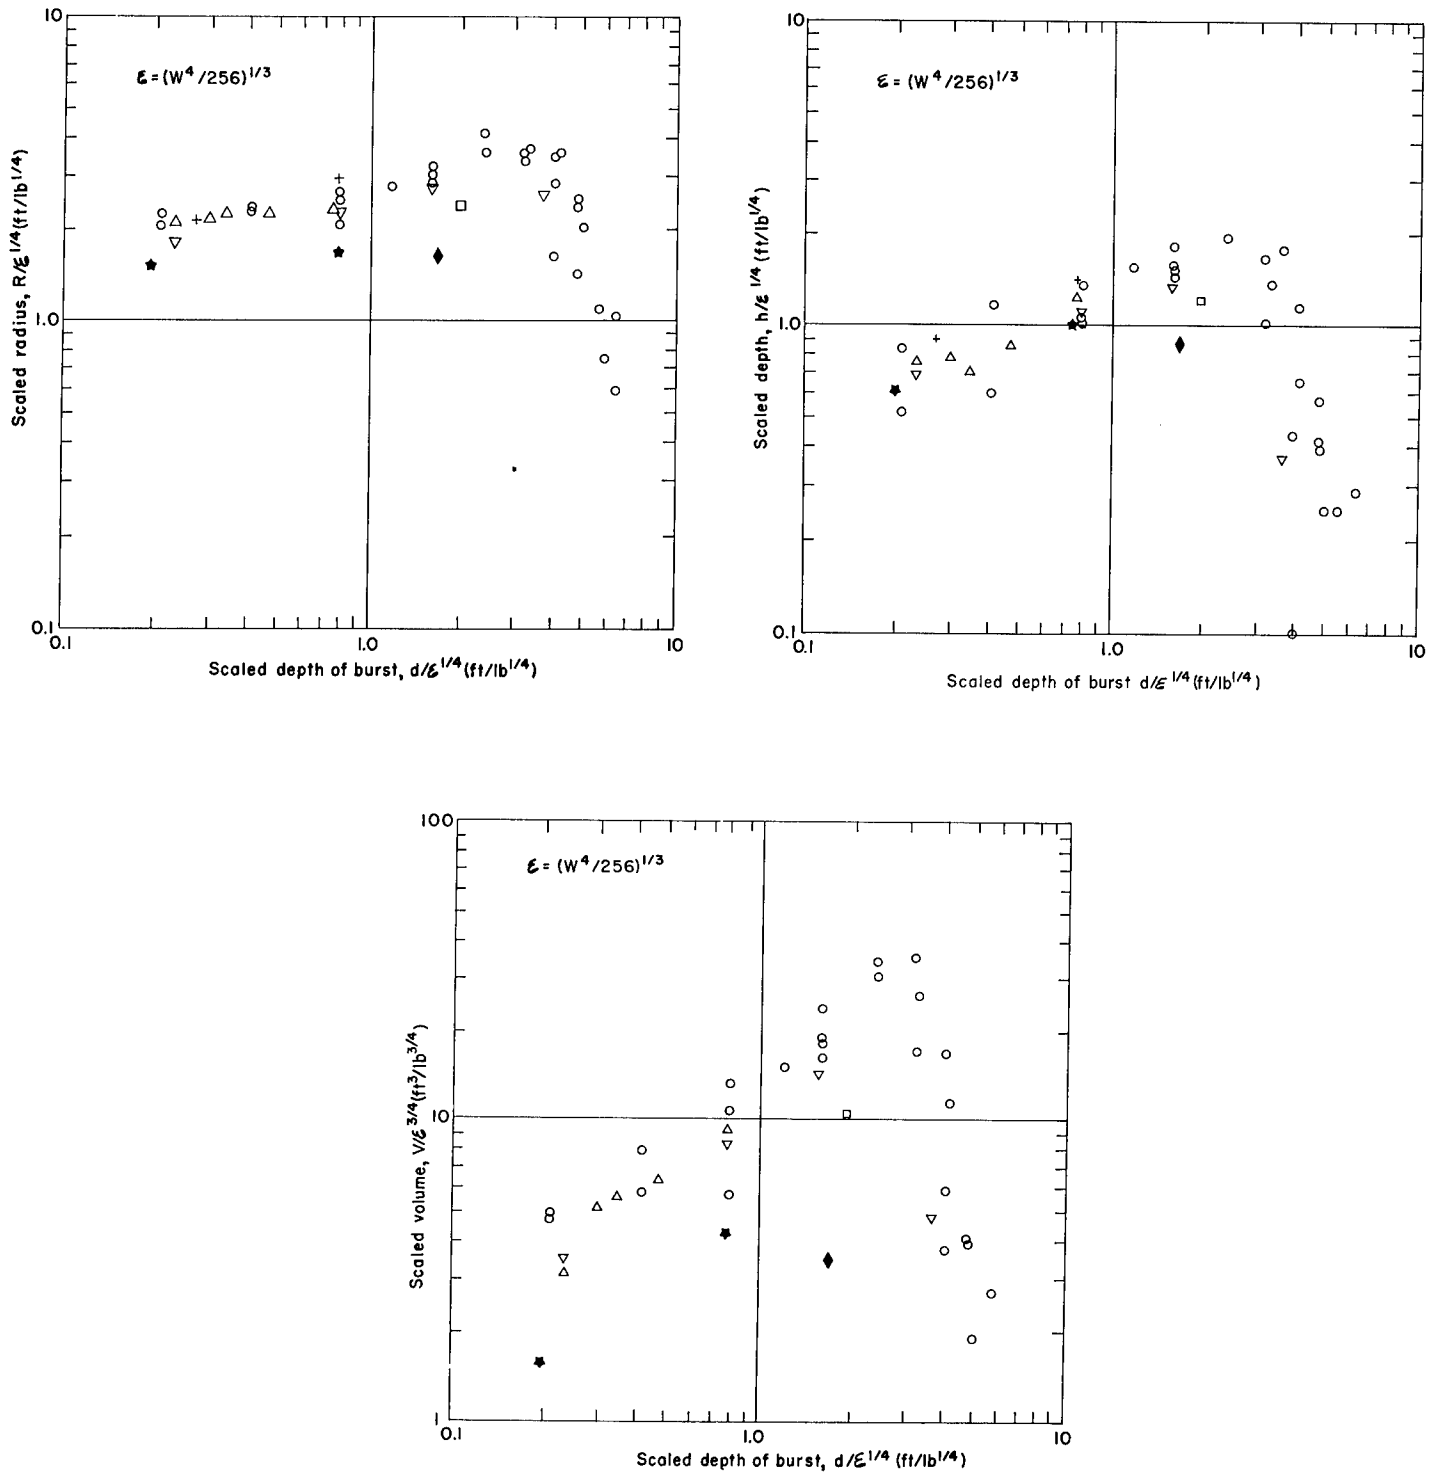 10
ε = (W⁴/256)^1/3
Scaled radius, R/ε^1/4 (ft/lb^1/4)
1.0
0.1
0.1
1.0
10
Scaled depth of burst, d/ε^1/4 (ft/lb^1/4)
10
ε = (W⁴/256)^1/3
Scaled depth, h/ε^1/4 (ft/lb^1/4)
1.0
0.1
0.1
1.0
10
Scaled depth of burst d/ε^1/4 (ft/lb^1/4)
100
ε = (W⁴/256)^1/3
Scaled volume, V/ε^3/4 (ft³/lb^3/4)
10
1
0.1
1.0
10
Scaled depth of burst, d/ε^1/4 (ft/lb^1/4)